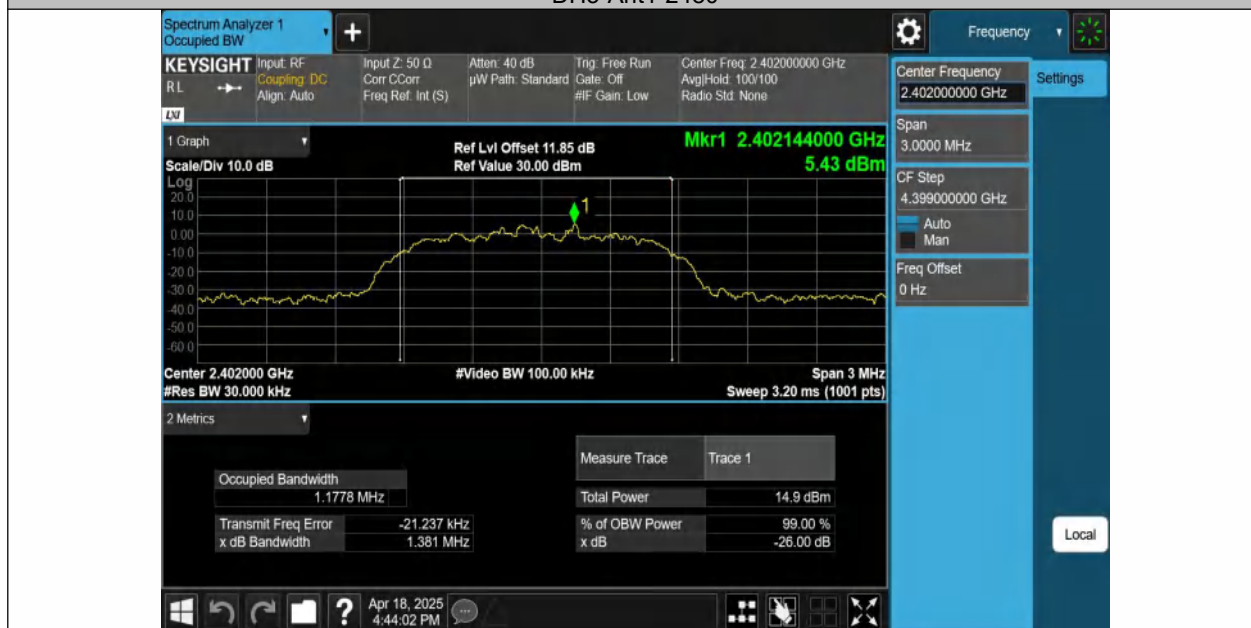 Spectrum Analyzer 1
Occupied BW
+
Frequency
KEYSIGHT
RL
LXI
Input: RF
Coupling: DC
Align: Auto
Input Z: 50 Ω
Corr CCorr
Freq Ref: Int (S)
Atten: 40 dB
µW Path: Standard
Trig: Free Run
Gate: Off
#IF Gain: Low
Center Freq: 2.402000000 GHz
Avg|Hold: 100/100
Radio Std: None
Center Frequency
2.402000000 GHz
Settings
Span
3.0000 MHz
CF Step
4.399000000 GHz
Auto
Man
Freq Offset
0 Hz
Local
1 Graph
Scale/Div 10.0 dB
Ref Lvl Offset 11.85 dB
Ref Value 30.00 dBm
Mkr1 2.402144000 GHz
5.43 dBm
Log
20.0
10.0
0.00
-10.0
-20.0
-30.0
-40.0
-50.0
-60.0
1
Center 2.402000 GHz
#Res BW 30.000 kHz
#Video BW 100.00 kHz
Span 3 MHz
Sweep 3.20 ms (1001 pts)
2 Metrics
Measure Trace Trace 1
Occupied Bandwidth
1.1778 MHz
Total Power 14.9 dBm
Transmit Freq Error -21.237 kHz
% of OBW Power 99.00 %
x dB Bandwidth 1.381 MHz
x dB -26.00 dB
?
Apr 18, 2025
4:44:02 PM